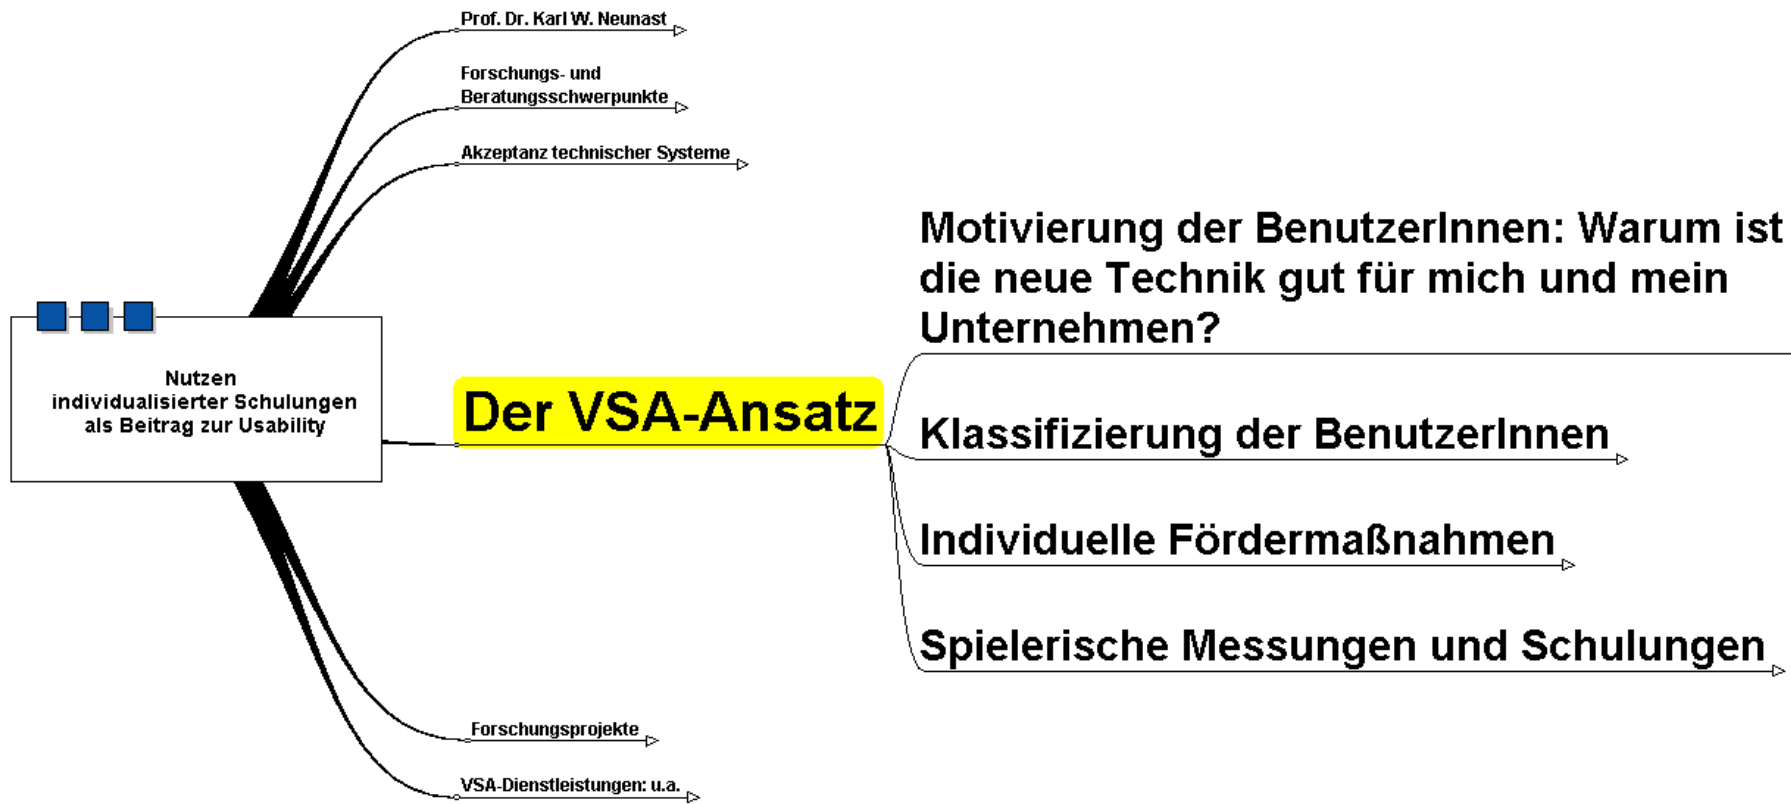 Prof. Dr. Karl W. Neunast
Forschungs- und
Beratungsschwerpunkte
Akzeptanz technischer Systeme
Nutzen
individualisierter Schulungen
als Beitrag zur Usability
Der VSA-Ansatz
Motivierung der BenutzerInnen: Warum ist
die neue Technik gut für mich und mein
Unternehmen?
Klassifizierung der BenutzerInnen
Individuelle Fördermaßnahmen
Spielerische Messungen und Schulungen
Forschungsprojekte
VSA-Dienstleistungen: u.a.